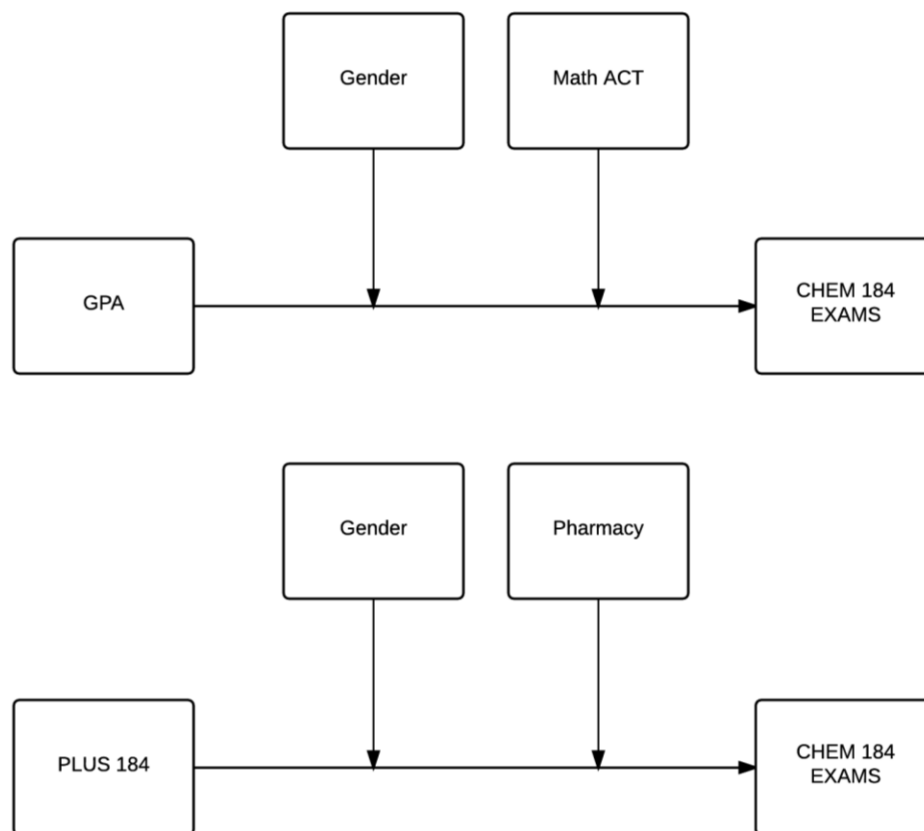 Gender
Math ACT
GPA
CHEM 184
EXAMS
Gender
Pharmacy
PLUS 184
CHEM 184
EXAMS